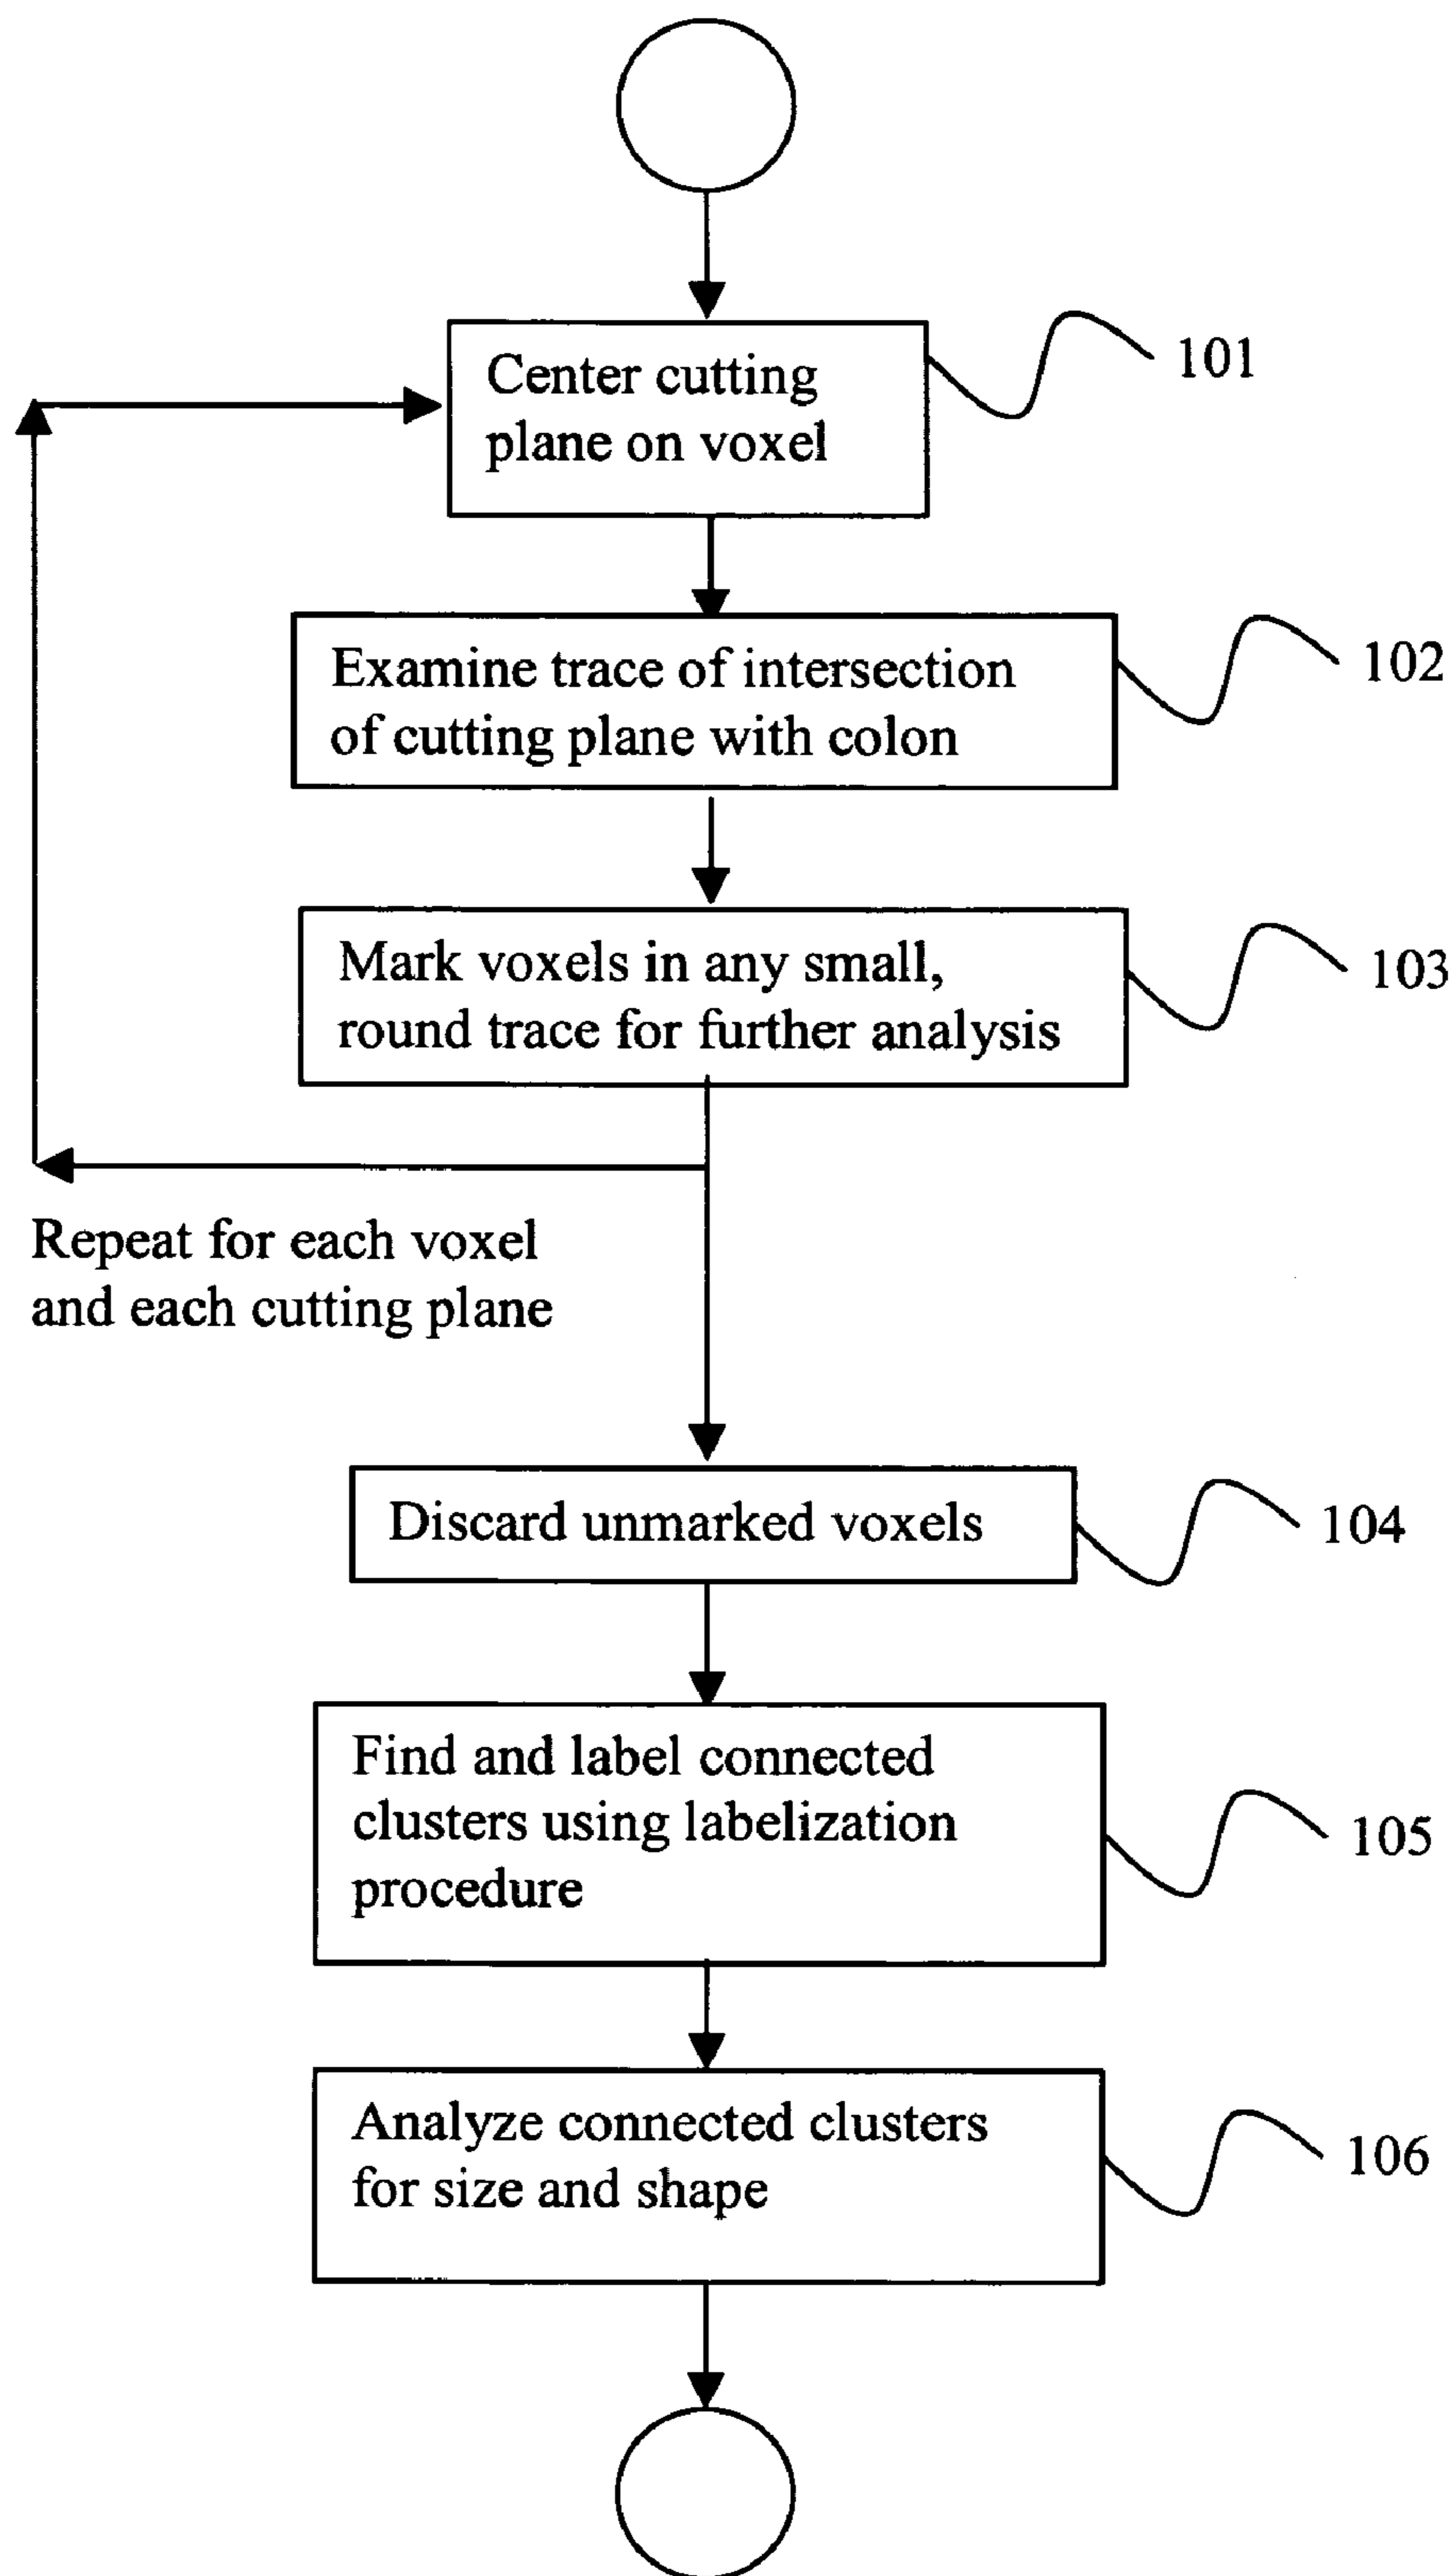 Center cutting
plane on voxel
101
Examine trace of intersection
of cutting plane with colon
102
Mark voxels in any small,
round trace for further analysis
103
Repeat for each voxel
and each cutting plane
Discard unmarked voxels
104
Find and label connected
clusters using labelization
procedure
105
Analyze connected clusters
for size and shape
106